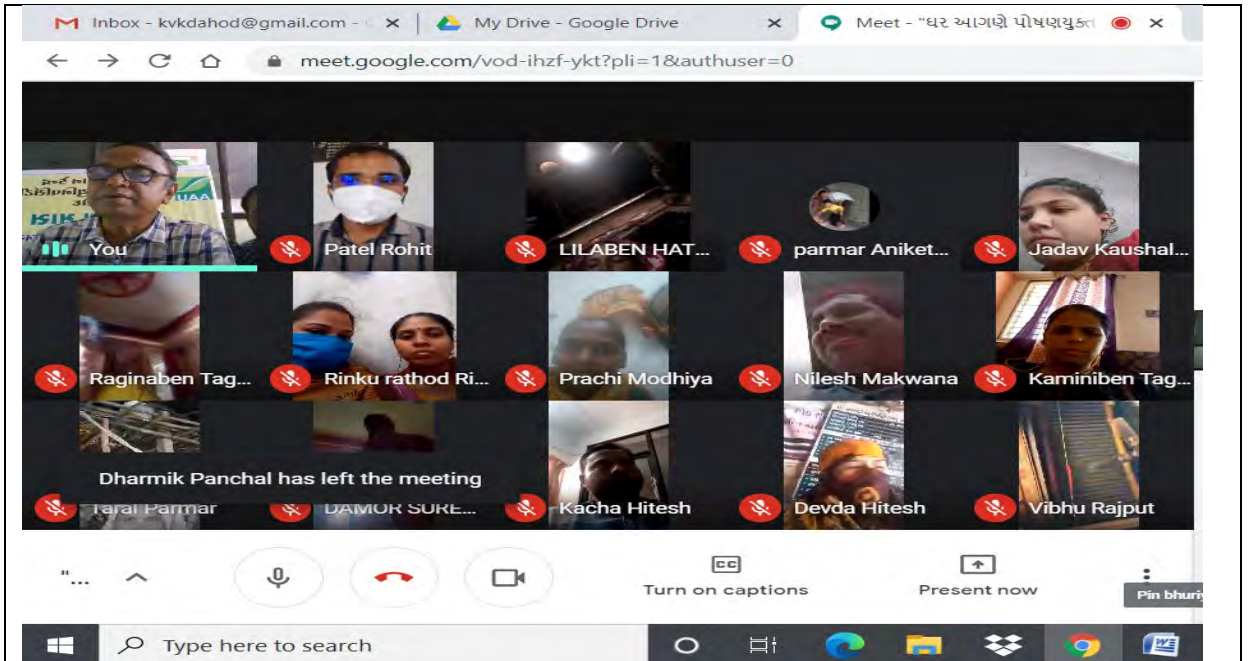 Inbox - kvkdahod@gmail.com -
My Drive - Google Drive
Meet - "ઘર આગણે પોષણયુક્ત
meet.google.com/vod-ihzf-ykt?pli=1&authuser=0
UAA
You
Patel Rohit
LILABEN HAT...
parmar Aniket...
Jadav Kaushal...
Raginaben Tag...
Rinku rathod Ri...
Prachi Modhiya
Nilesh Makwana
Kaminiben Tag...
Dharmik Panchal has left the meeting
Taral Parmar
DAMOR SURE...
Kacha Hitesh
Devda Hitesh
Vibhu Rajput
"...
CC
Turn on captions
Present now
Pin bhuriy
Type here to search